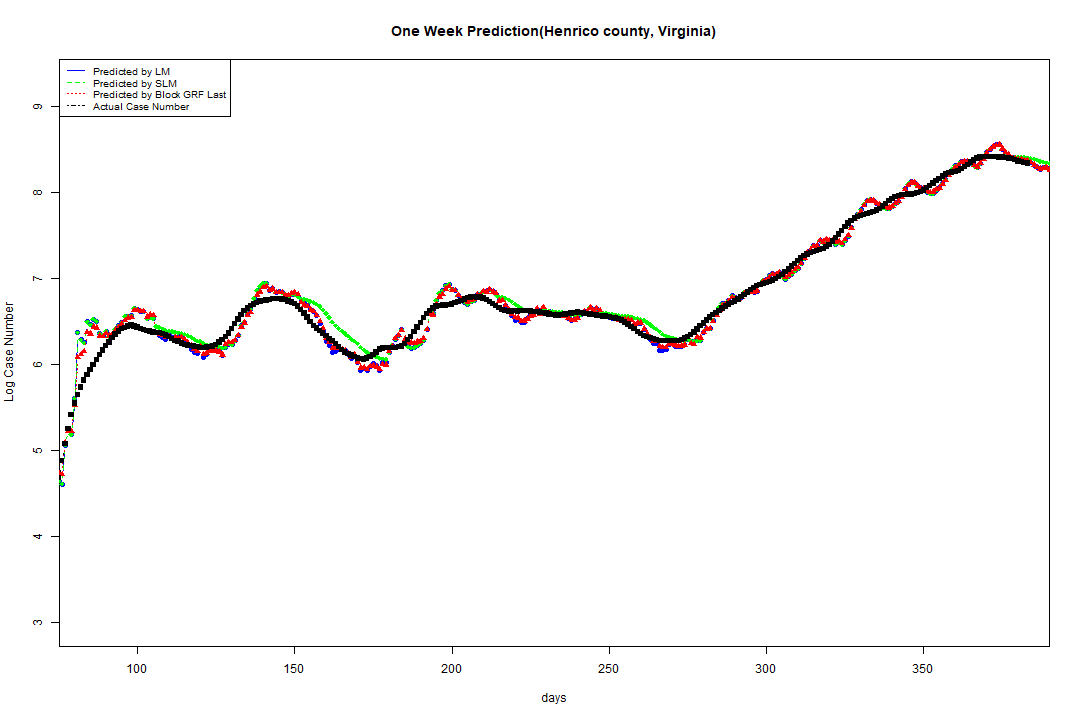 One Week Prediction(Henrico county, Virginia)
Predicted by LM
Predicted by SLM
Predicted by Block GRF Last
Actual Case Number
9
8
7
6
5
4
3
Log Case Number
100 150 200 250 300 350
days